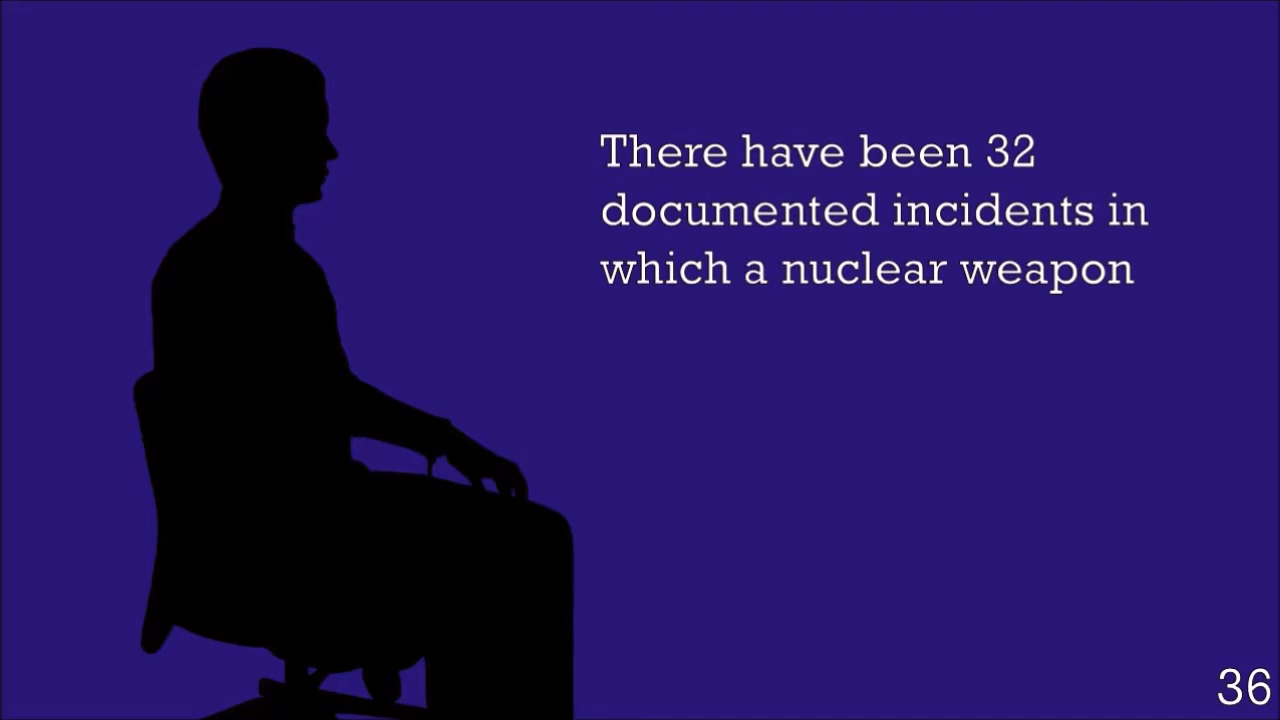 There have been 32
documented incidents in
which a nuclear weapon
36